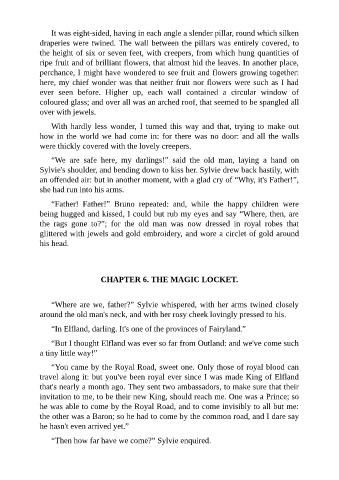 It was eight-sided, having in each angle a slender pillar, round which silken
draperies were twined. The wall between the pillars was entirely covered, to
the height of six or seven feet, with creepers, from which hung quantities of
ripe fruit and of brilliant flowers, that almost hid the leaves. In another place,
perchance, I might have wondered to see fruit and flowers growing together:
here, my chief wonder was that neither fruit nor flowers were such as I had
ever seen before. Higher up, each wall contained a circular window of
coloured glass; and over all was an arched roof, that seemed to be spangled all
over with jewels.
With hardly less wonder, I turned this way and that, trying to make out
how in the world we had come in: for there was no door: and all the walls
were thickly covered with the lovely creepers.
“We are safe here, my darlings!” said the old man, laying a hand on
Sylvie's shoulder, and bending down to kiss her. Sylvie drew back hastily, with
an offended air: but in another moment, with a glad cry of “Why, it's Father!”,
she had run into his arms.
“Father! Father!” Bruno repeated: and, while the happy children were
being hugged and kissed, I could but rub my eyes and say “Where, then, are
the rags gone to?”; for the old man was now dressed in royal robes that
glittered with jewels and gold embroidery, and wore a circlet of gold around
his head.
CHAPTER 6. THE MAGIC LOCKET.
“Where are we, father?” Sylvie whispered, with her arms twined closely
around the old man's neck, and with her rosy cheek lovingly pressed to his.
“In Elfland, darling. It's one of the provinces of Fairyland.”
“But I thought Elfland was ever so far from Outland: and we've come such
a tiny little way!”
“You came by the Royal Road, sweet one. Only those of royal blood can
travel along it: but you've been royal ever since I was made King of Elfland
that's nearly a month ago. They sent two ambassadors, to make sure that their
invitation to me, to be their new King, should reach me. One was a Prince; so
he was able to come by the Royal Road, and to come invisibly to all but me:
the other was a Baron; so he had to come by the common road, and I dare say
he hasn't even arrived yet.”
“Then how far have we come?” Sylvie enquired.